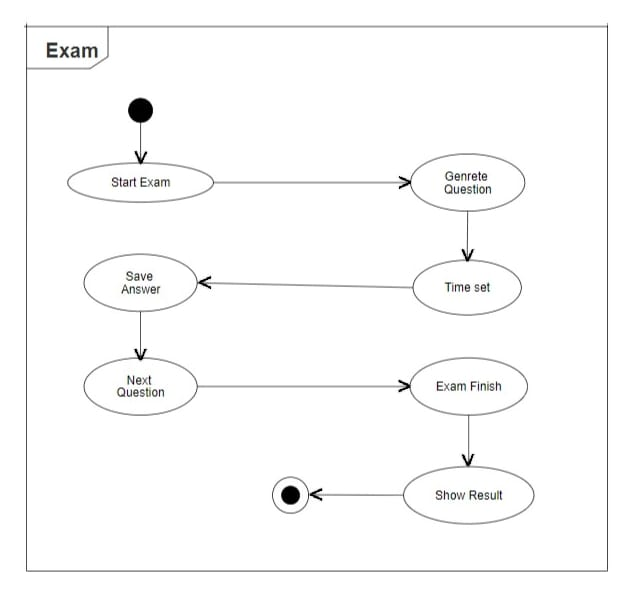 Exam
Start Exam
Genrete
Question
Save
Answer
Time set
Next
Question
Exam Finish
Show Result